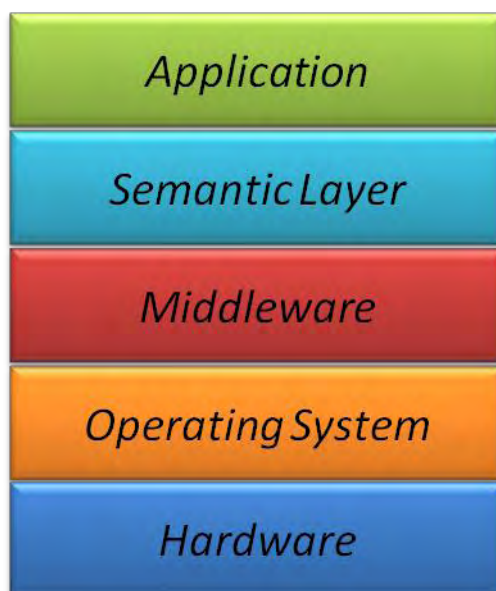 Application
Semantic Layer
Middleware
Operating System
Hardware